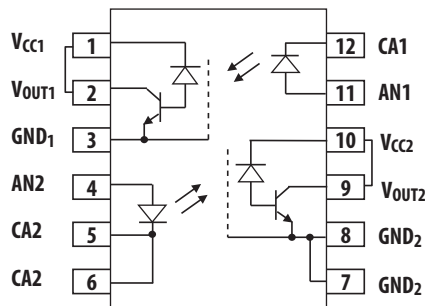 VCC1 1
VOUT1 2
GND1 3
AN2 4
CA2 5
CA2 6
12 CA1
11 AN1
10 VCC2
9 VOUT2
8 GND2
7 GND2